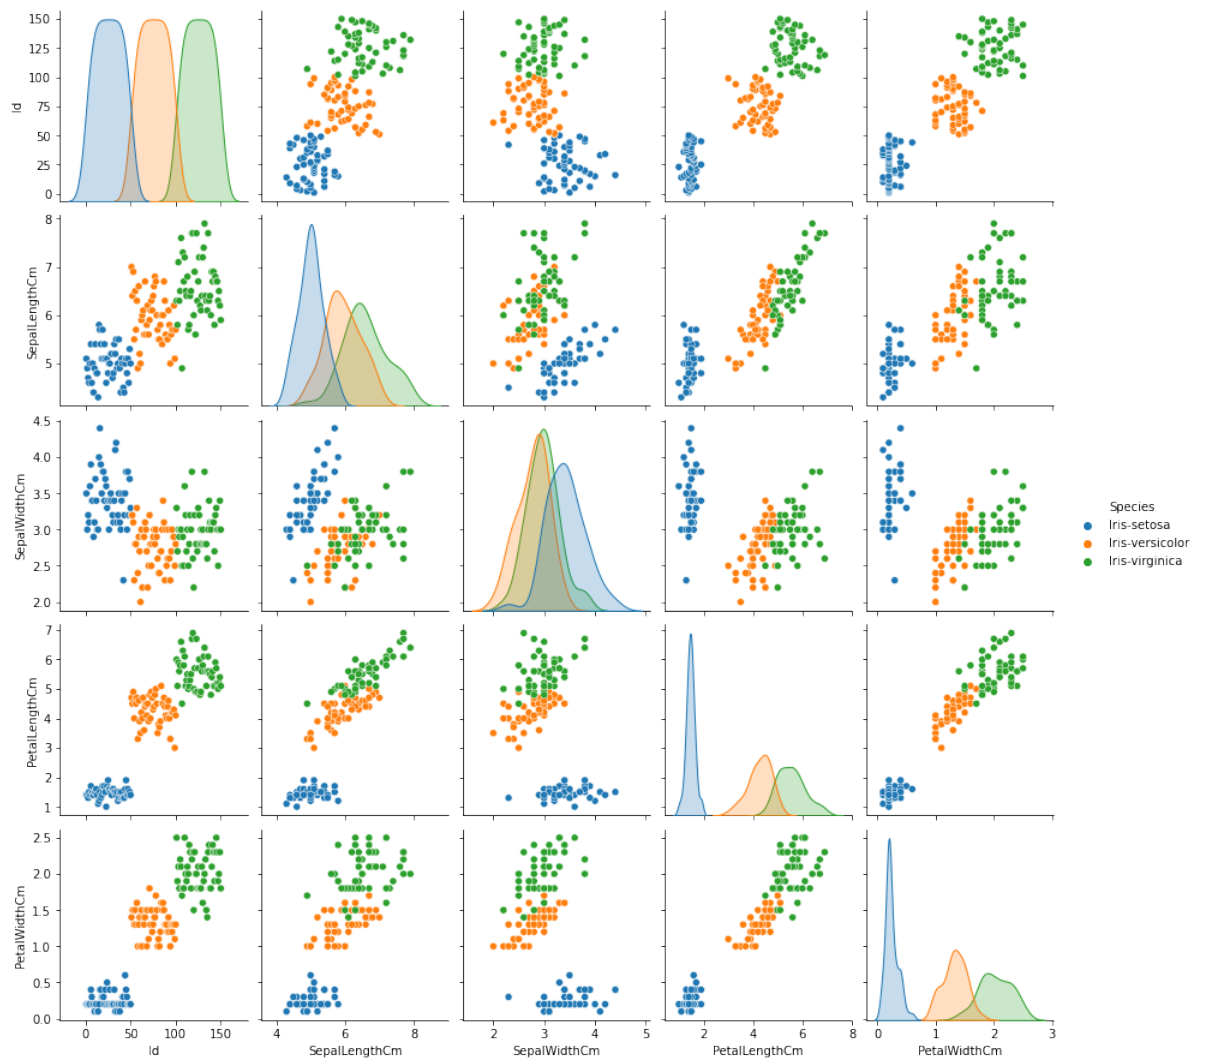 150
125
100
75
50
25
0
Id
8
7
6
5
SepalLengthCm
4.5
4.0
3.5
3.0
2.5
2.0
SepalWidthCm
Species
Iris-setosa
Iris-versicolor
Iris-virginica
7
6
5
4
3
2
1
PetalLengthCm
2.5
2.0
1.5
1.0
0.5
0.0
PetalWidthCm
0 50 100 150 4 6 8 2 3 4 5 2 4 6 8 0 1 2 3
Id SepalLengthCm SepalWidthCm PetalLengthCm PetalWidthCm